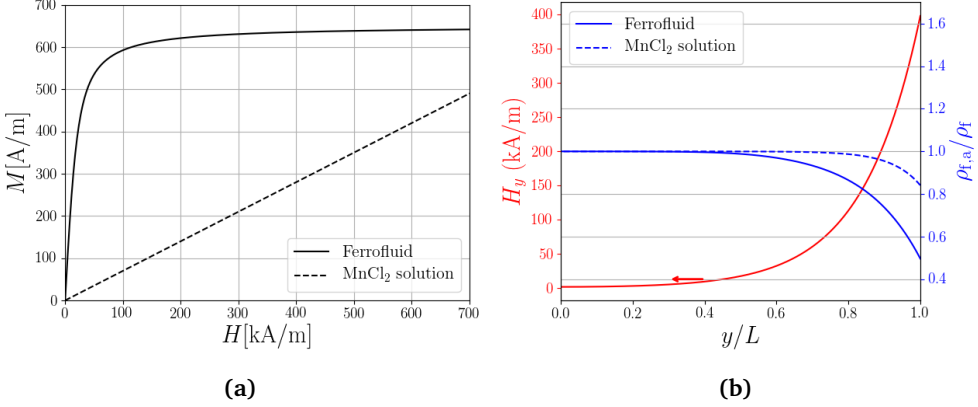 700
600
500
400
300
200
100
0
M[A/m]
Ferrofluid
MnCl₂ solution
0 100 200 300 400 500 600 700
H[kA/m]
(a)
400
350
300
250
200
150
100
50
0
H_y (kA/m)
Ferrofluid
MnCl₂ solution
1.6
1.4
1.2
1.0
0.8
0.6
0.4
ρ_f,a/ρ_f
0.0 0.2 0.4 0.6 0.8 1.0
y/L
(b)